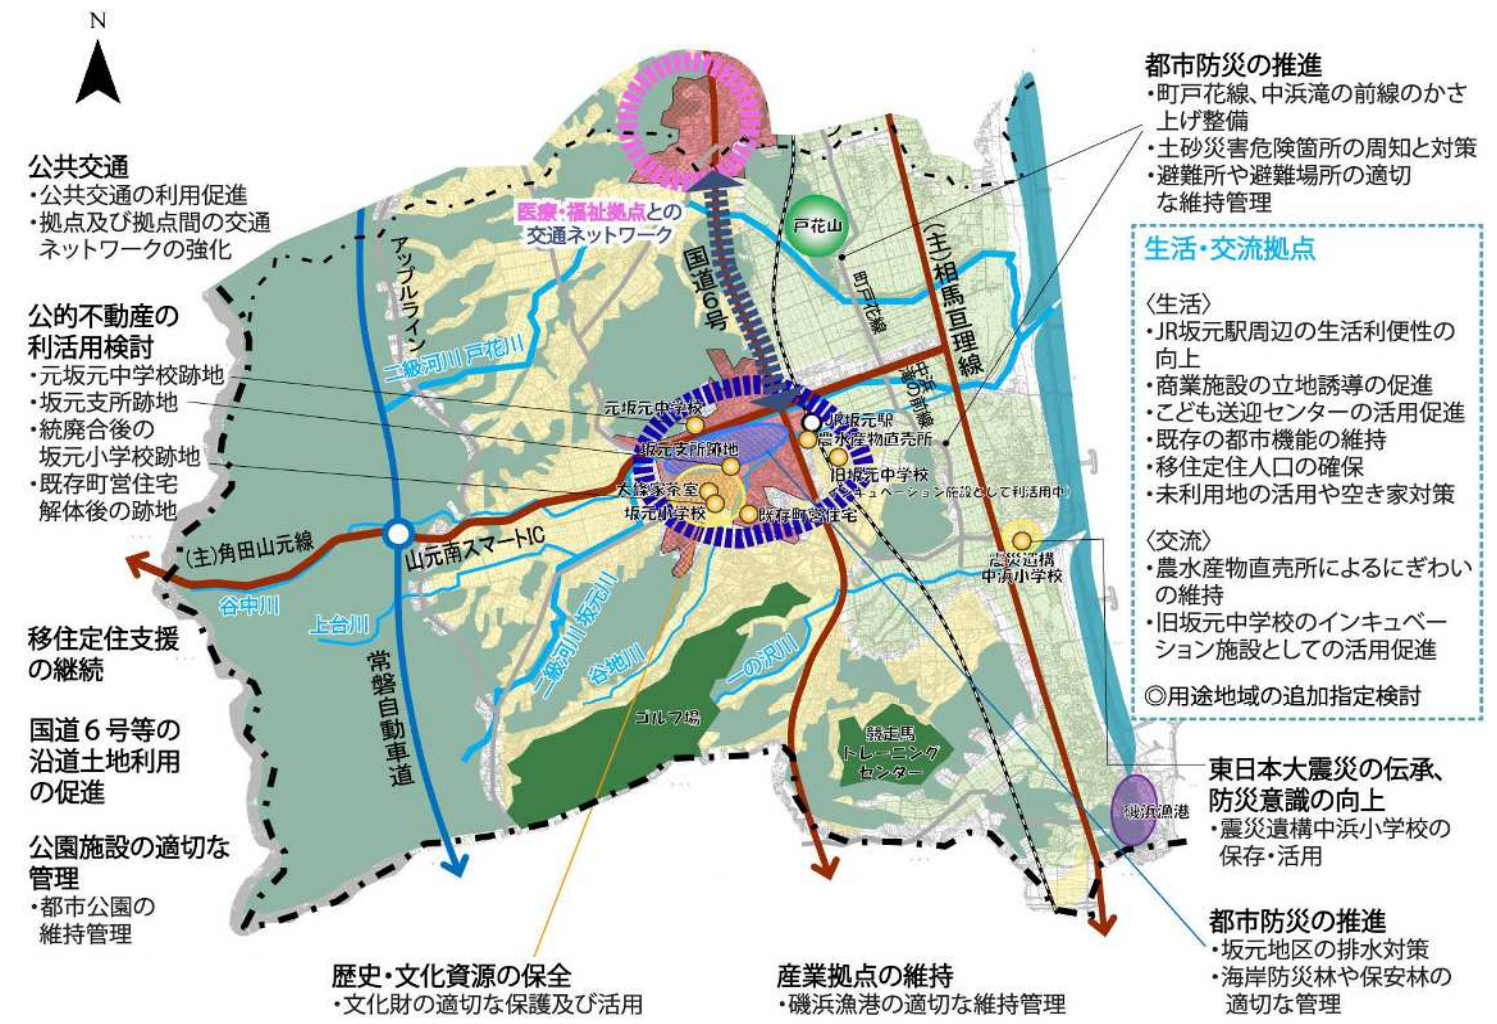 N
公共交通
・公共交通の利用促進
・拠点及び拠点間の交通
ネットワークの強化
公的不動産の
利活用検討
・元坂元中学校跡地
・坂元支所跡地
・統廃合後の
坂元小学校跡地
・既存町営住宅
解体後の跡地
移住定住支援
の継続
国道6号等の
沿道土地利用
の促進
公園施設の適切な
管理
・都市公園の
維持管理
医療・福祉拠点との
交通ネットワーク
アップルライン
国道6号
戸花山
町戸花線
(主)相馬亘理線
中浜
滝の前線
二級河川 戸花川
元坂元中学校
JR坂元駅
農水産物直売所
坂元支所跡地
旧坂元中学校
(インキュベーション施設として利活用中)
大條家茶室
坂元小学校
既存町営住宅
(主)角田山元線
山元南スマートIC
谷中川
上台川
二級河川 坂元川
谷地川
一の沢川
常磐自動車道
ゴルフ場
競走馬
トレーニング
センター
震災遺構
中浜小学校
磯浜漁港
都市防災の推進
・町戸花線、中浜滝の前線のかさ
上げ整備
・土砂災害危険箇所の周知と対策
・避難所や避難場所の適切
な維持管理
生活・交流拠点
〈生活〉
・JR坂元駅周辺の生活利便性の
向上
・商業施設の立地誘導の促進
・こども送迎センターの活用促進
・既存の都市機能の維持
・移住定住人口の確保
・未利用地の活用や空き家対策
〈交流〉
・農水産物直売所によるにぎわい
の維持
・旧坂元中学校のインキュベー
ション施設としての活用促進
◎用途地域の追加指定検討
東日本大震災の伝承、
防災意識の向上
・震災遺構中浜小学校の
保存・活用
都市防災の推進
・坂元地区の排水対策
・海岸防災林や保安林の
適切な管理
歴史・文化資源の保全
・文化財の適切な保護及び活用
産業拠点の維持
・磯浜漁港の適切な維持管理